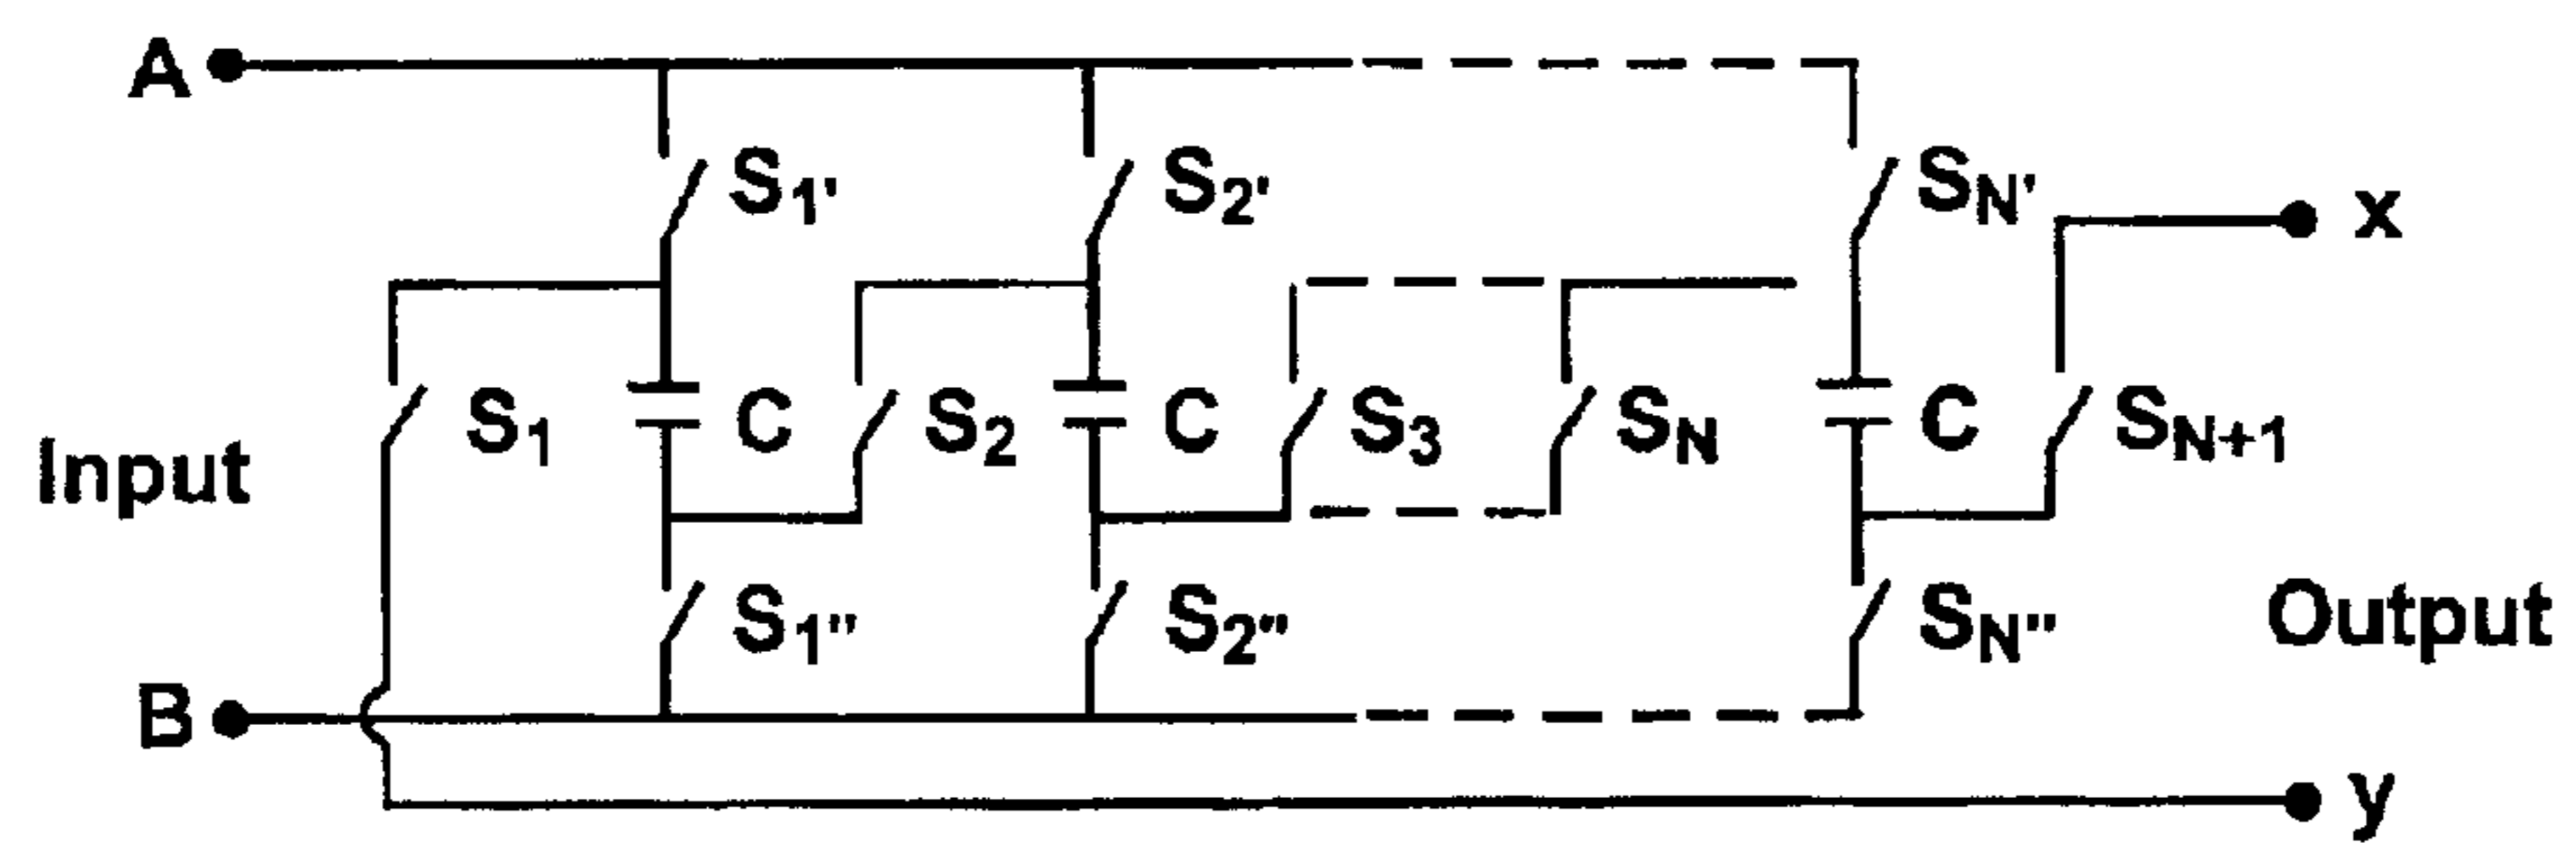 A
S1' S2' SN' x
Input S1 C S2 C S3 SN C SN+1
S1" S2" SN" Output
B
y